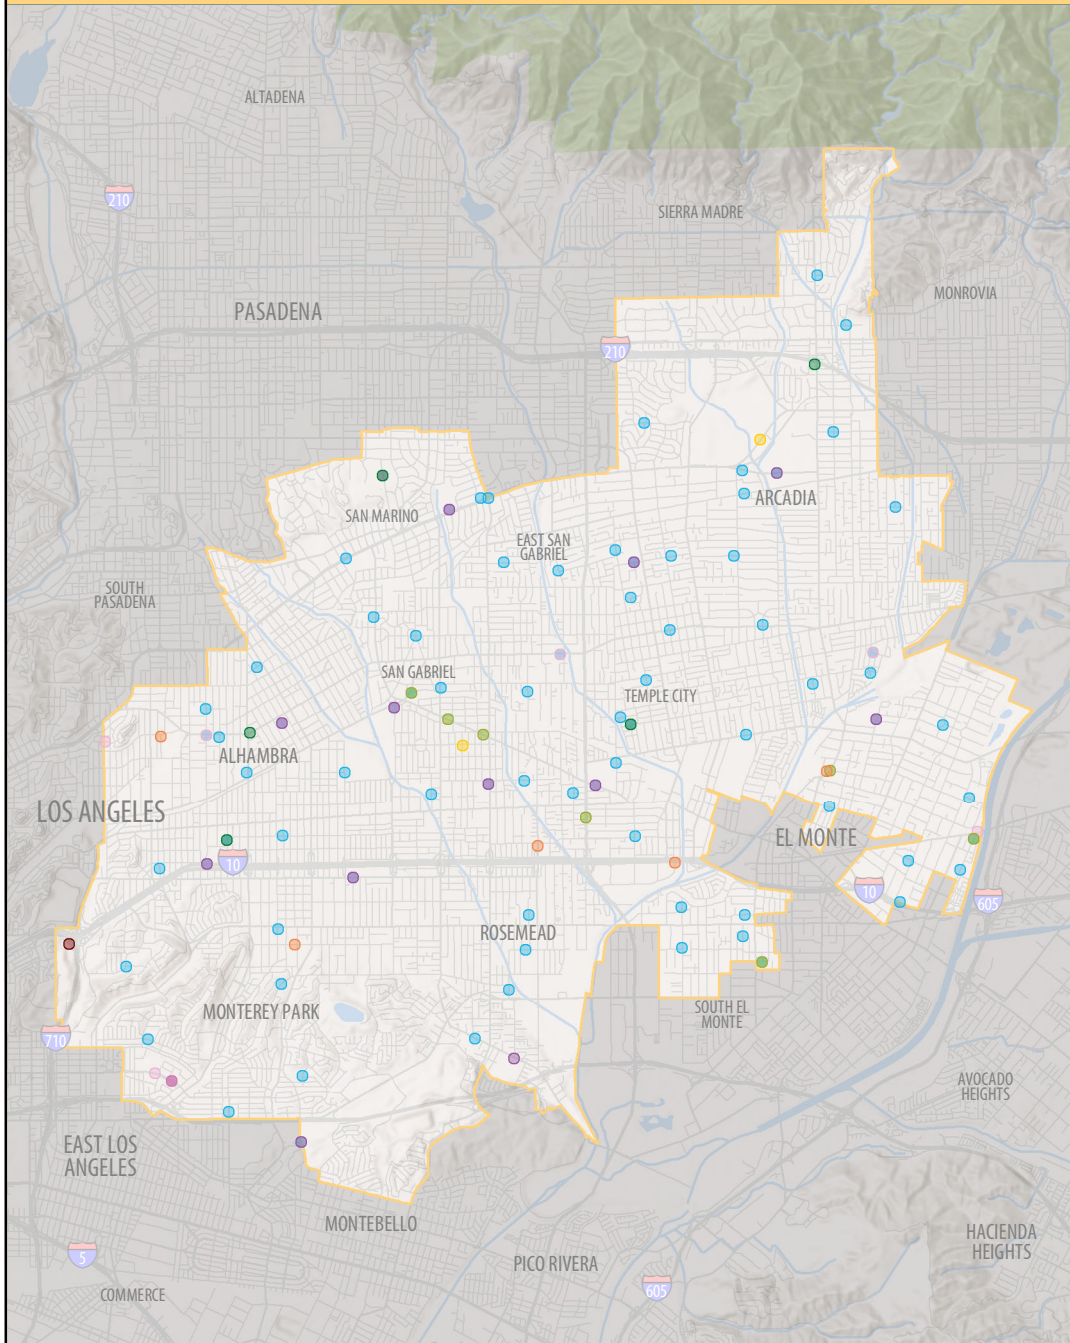 ALTADENA
210
SIERRA MADRE
MONROVIA
PASADENA
210
SAN MARINO
ARCADIA
EAST SAN
GABRIEL
SOUTH
PASADENA
SAN GABRIEL
TEMPLE CITY
ALHAMBRA
LOS ANGELES
EL MONTE
10
10
605
ROSEMEAD
MONTEREY PARK
SOUTH EL
MONTE
710
AVOCADO
HEIGHTS
EAST LOS
ANGELES
MONTEBELLO
HACIENDA
HEIGHTS
5
PICO RIVERA
605
COMMERCE